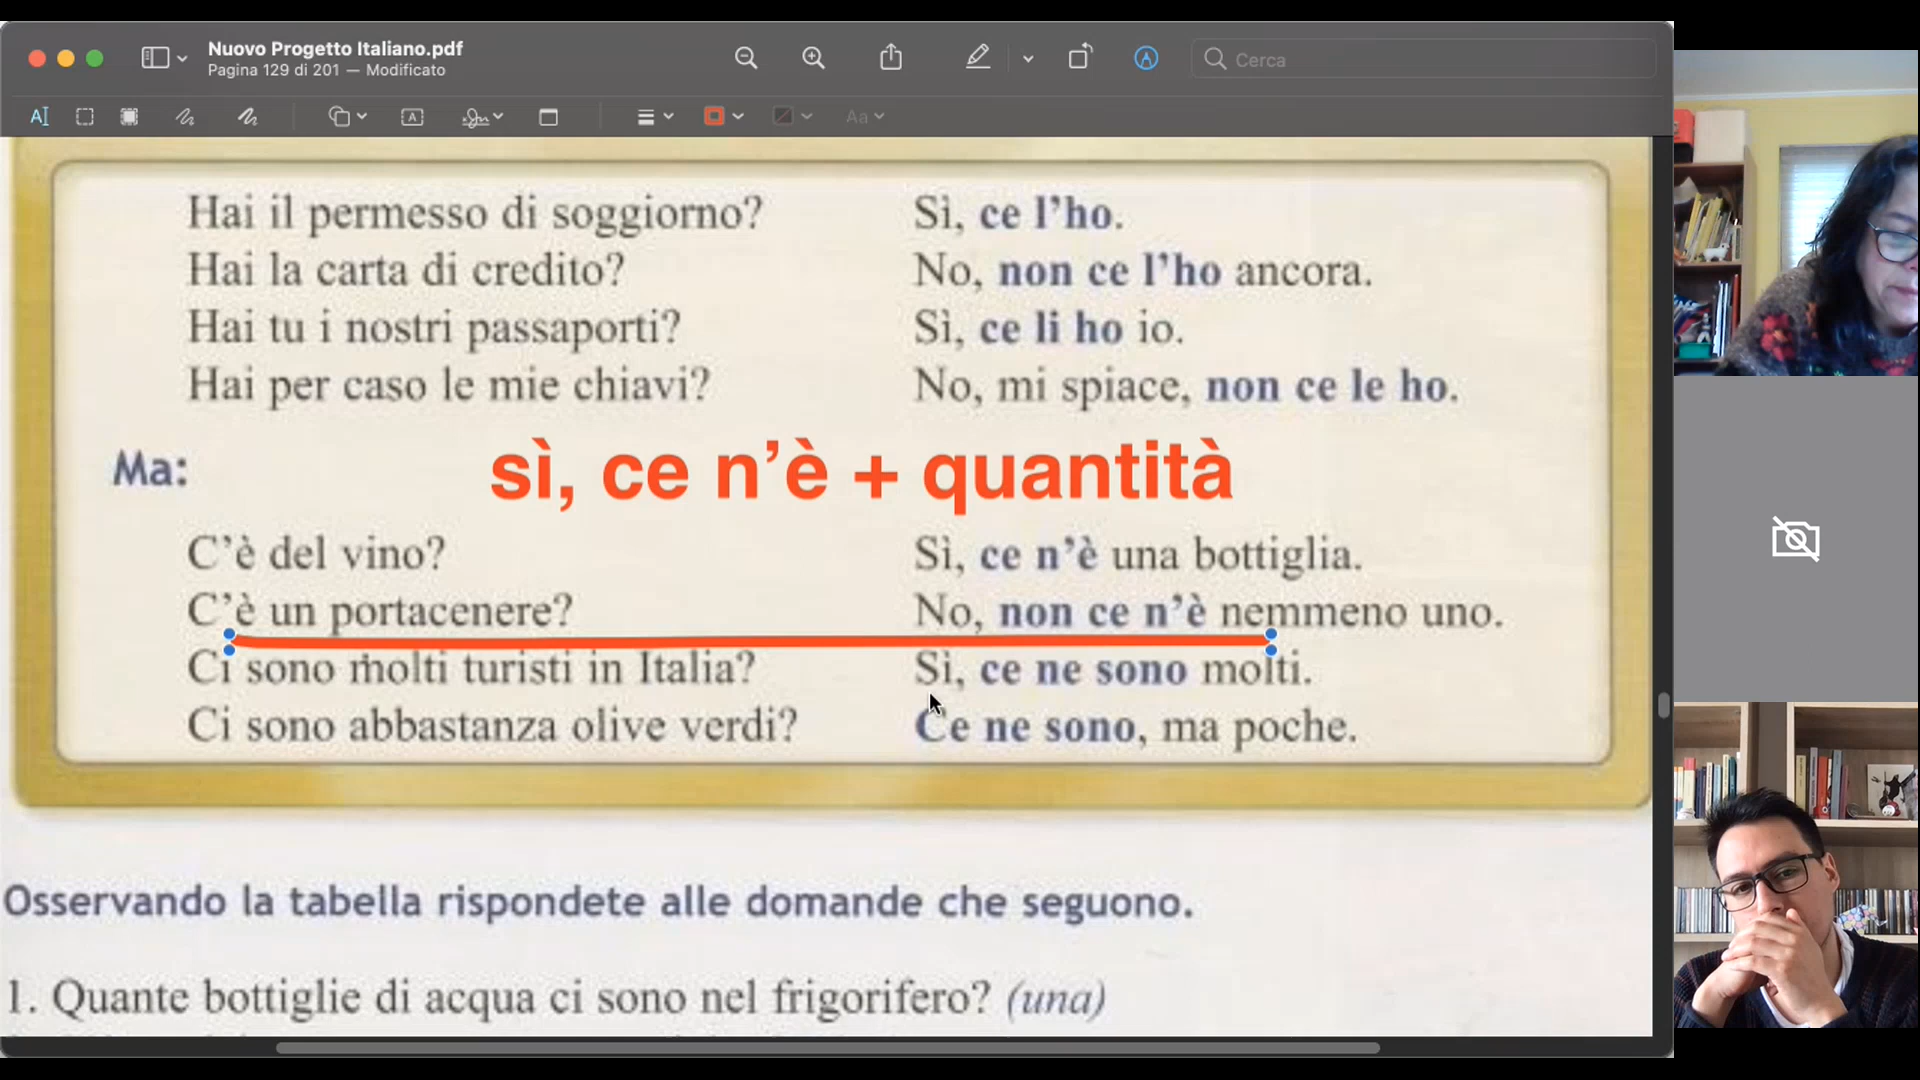 Nuovo Progetto Italiano.pdf
Pagina 129 di 201 — Modificato
Cerca
Hai il permesso di soggiorno? Sì, ce l'ho.
Hai la carta di credito? No, non ce l'ho ancora.
Hai tu i nostri passaporti? Sì, ce li ho io.
Hai per caso le mie chiavi? No, mi spiace, non ce le ho.
Ma: sì, ce n'è + quantità
C'è del vino? Sì, ce n'è una bottiglia.
C'è un portacenere? No, non ce n'è nemmeno uno.
Ci sono molti turisti in Italia? Sì, ce ne sono molti.
Ci sono abbastanza olive verdi? Ce ne sono, ma poche.
Osservando la tabella rispondete alle domande che seguono.
1. Quante bottiglie di acqua ci sono nel frigorifero? (una)